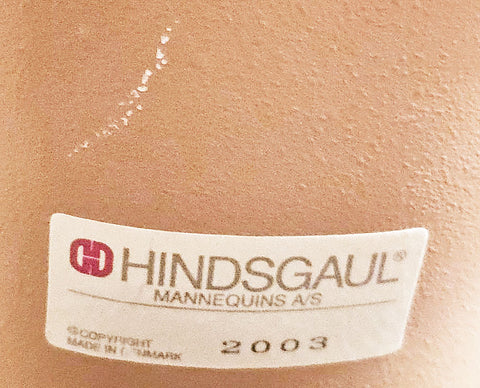 HINDSGAUL®
MANNEQUINS A/S
© COPYRIGHT
MADE IN DENMARK
2003